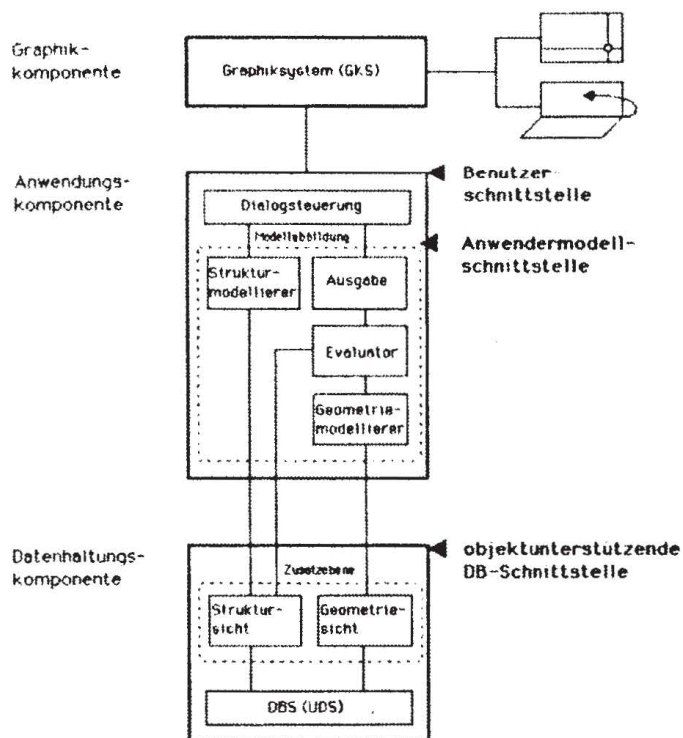 Graphik-
komponente
Graphiksystem (GKS)
Anwendungs-
komponente
Benutzer-
schnittstelle
Dialogsteuerung
Modellabbildung
Anwendermodell-
schnittstelle
Struktur-
modellierer
Ausgabe
Evaluator
Geometrie-
modellierer
Datenhaltungs-
komponente
objektunterstützende
DB-Schnittstelle
Zusatzebene
Struktur-
sicht
Geometrie-
sicht
DBS (UDS)